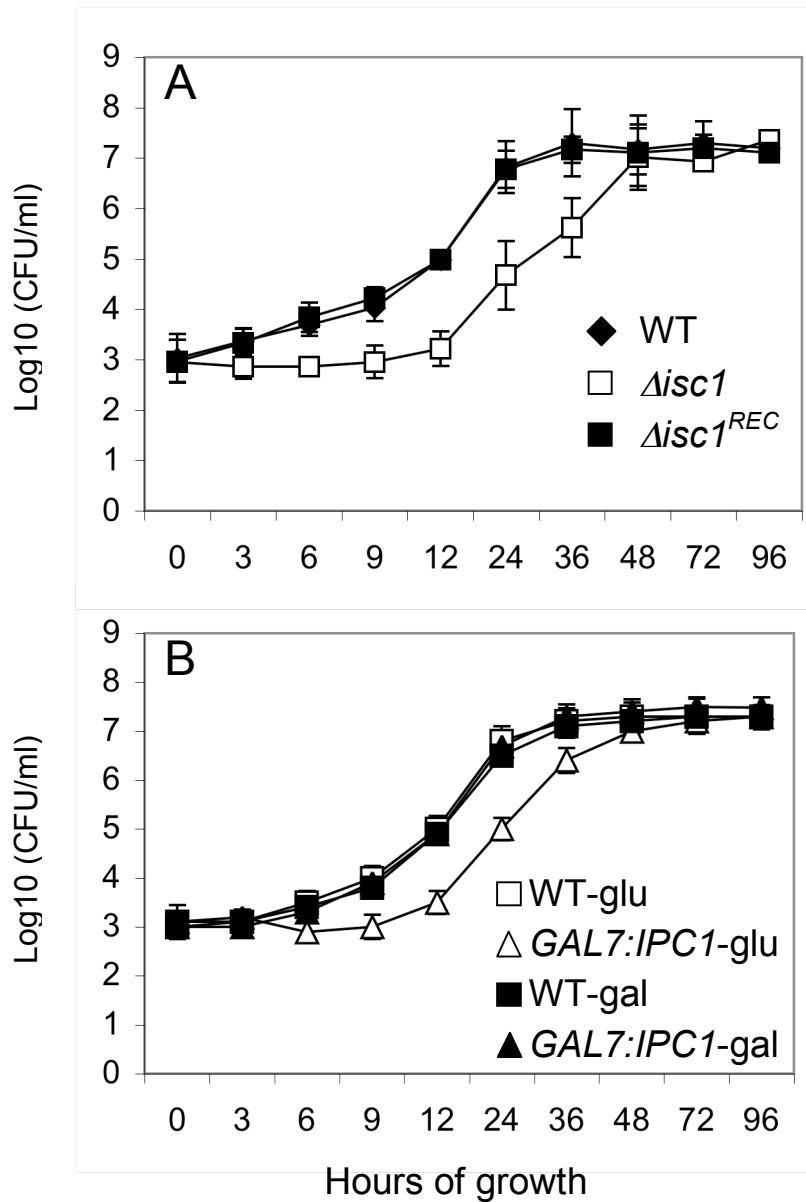 A
9
8
7
6
5
4
3
2
1
0
Log10 (CFU/ml)
WT
Δisc1
Δisc1REC
0 3 6 9 12 24 36 48 72 96
B
9
8
7
6
5
4
3
2
1
0
Log10 (CFU/ml)
WT-glu
GAL7:IPC1-glu
WT-gal
GAL7:IPC1-gal
0 3 6 9 12 24 36 48 72 96
Hours of growth